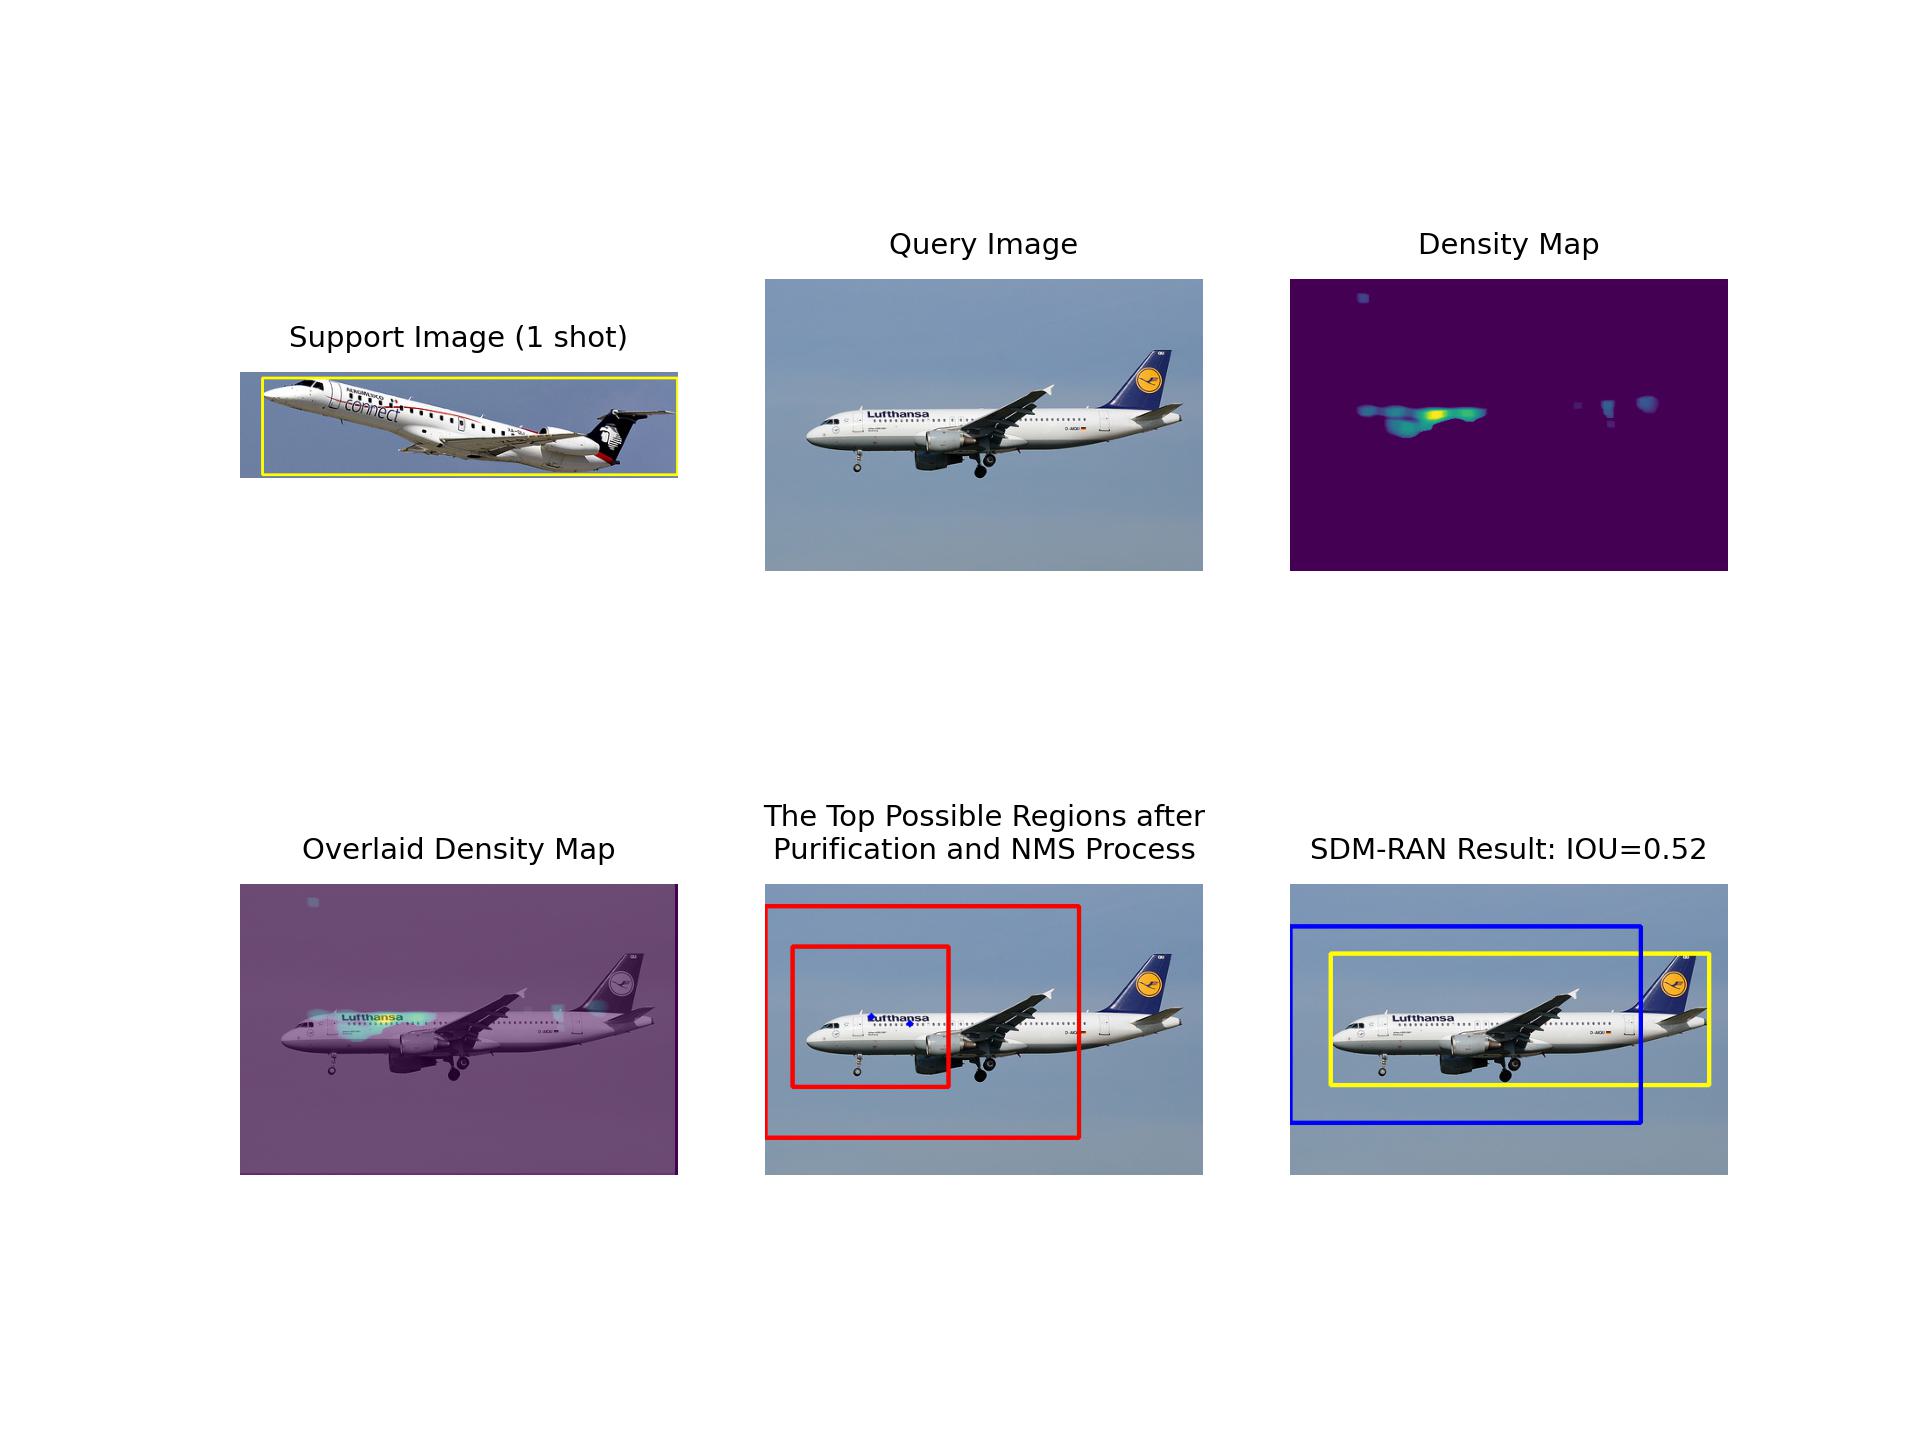 Support Image (1 shot)
AEROMEXICO
connect
Query Image
Lufthansa
Density Map
Overlaid Density Map
Lufthansa
The Top Possible Regions after
Purification and NMS Process
Lufthansa
SDM-RAN Result: IOU=0.52
Lufthansa